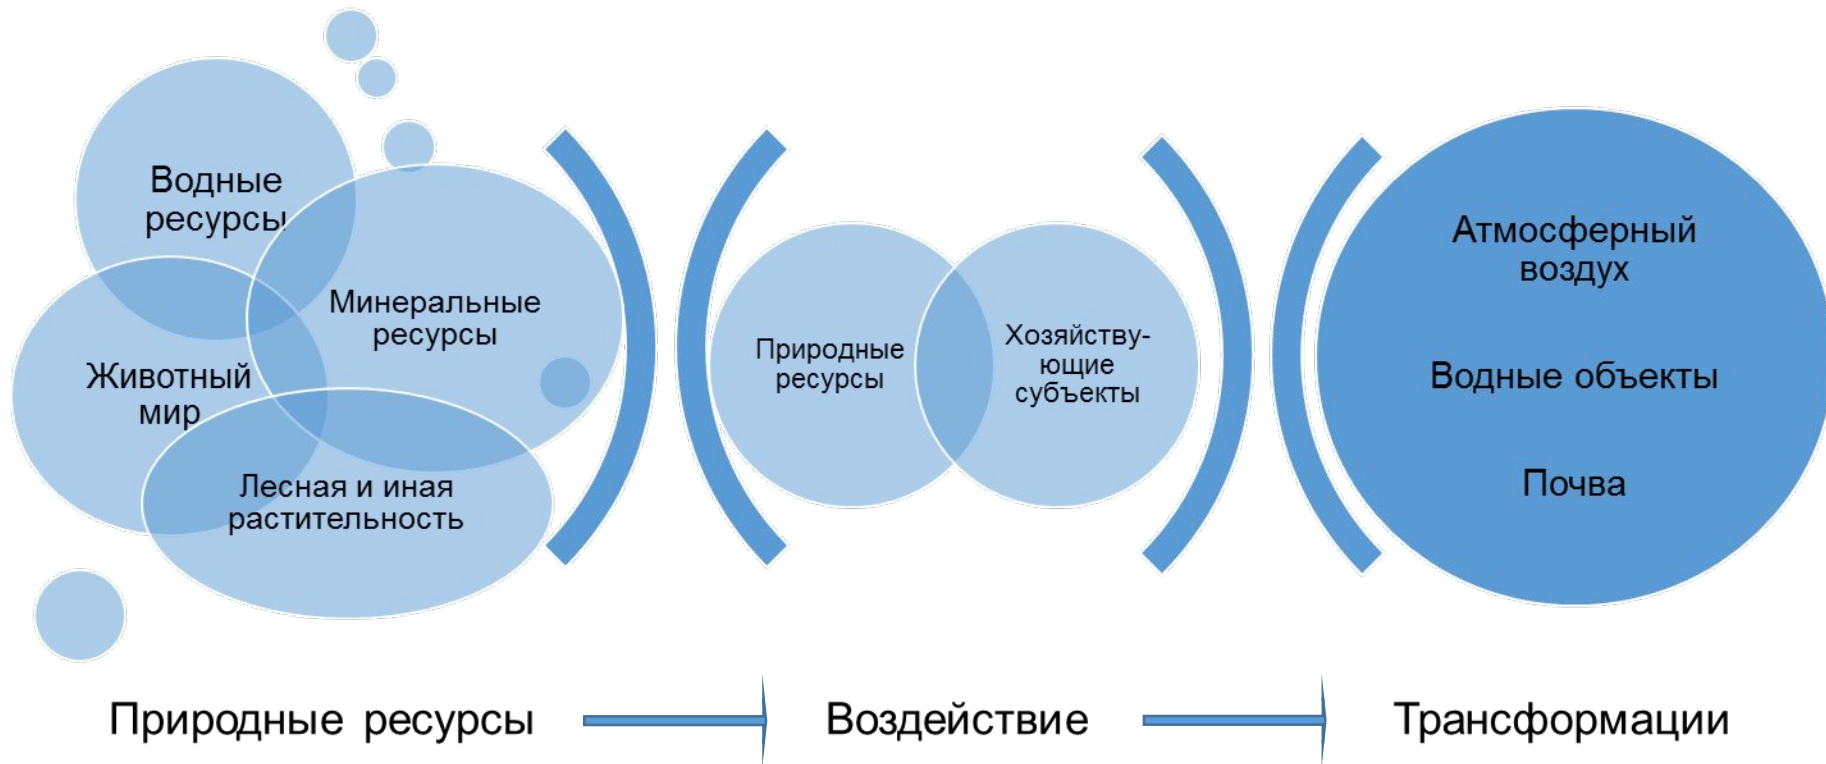 Водные
ресурсы
Минеральные
ресурсы
Животный
мир
Лесная и иная
растительность
Природные
ресурсы
Хозяйству-
ющие
субъекты
Атмосферный
воздух
Водные объекты
Почва
Природные ресурсы
Воздействие
Трансформации